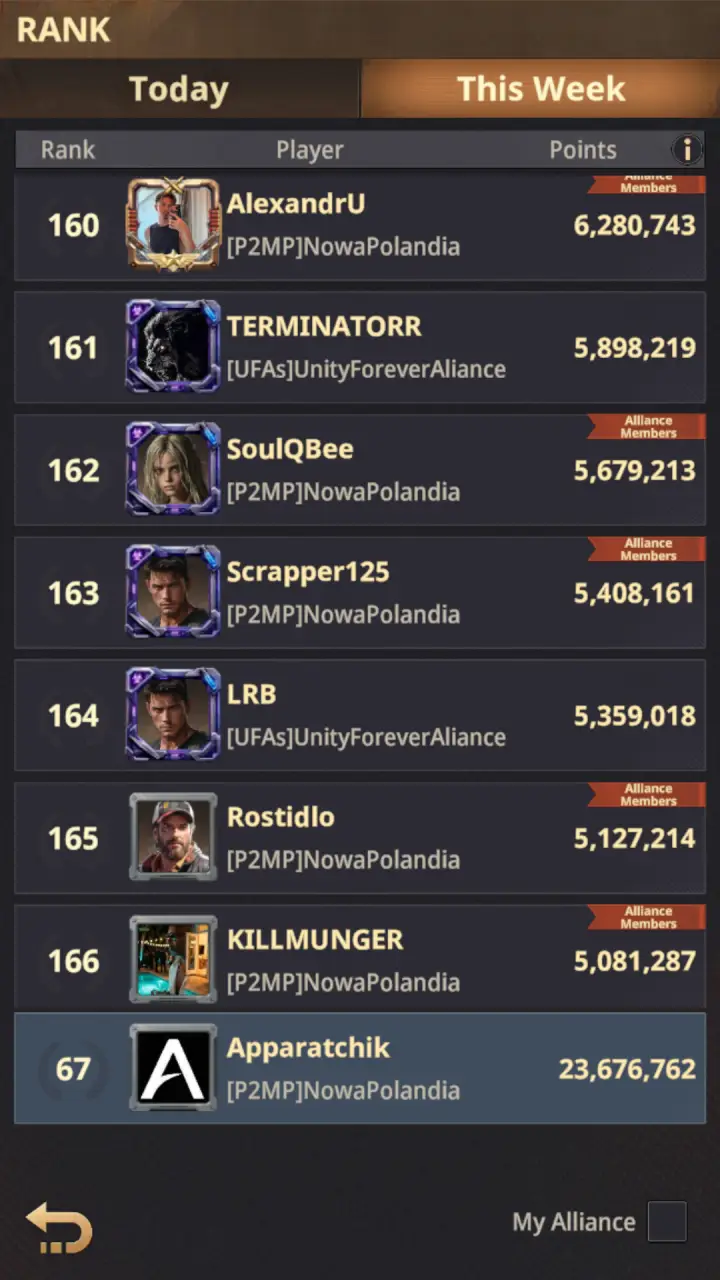 RANK
Today
This Week
Rank
Player
Points
Alliance
Members
160
AlexandrU
[P2MP]NowaPolandia
6,280,743
161
TERMINATORR
[UFAs]UnityForeverAliance
5,898,219
Alliance
Members
162
SoulQBee
[P2MP]NowaPolandia
5,679,213
Alliance
Members
163
Scrapper125
[P2MP]NowaPolandia
5,408,161
164
LRB
[UFAs]UnityForeverAliance
5,359,018
Alliance
Members
165
Rostidlo
[P2MP]NowaPolandia
5,127,214
Alliance
Members
166
KILLMUNGER
[P2MP]NowaPolandia
5,081,287
67
Apparatchik
[P2MP]NowaPolandia
23,676,762
My Alliance